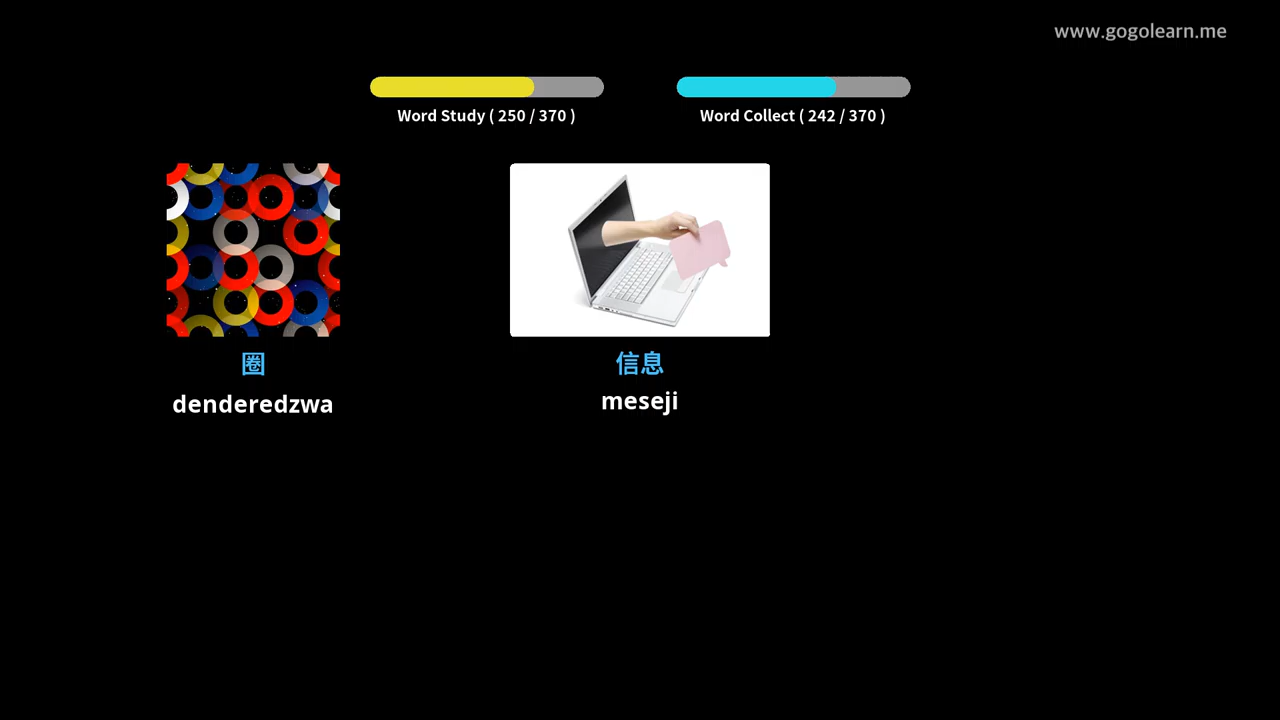 www.gogolearn.me
Word Study ( 250 / 370 )
Word Collect ( 242 / 370 )
圈
denderedzwa
信息
meseji